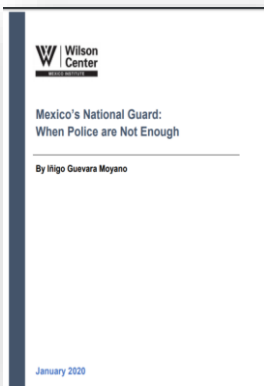 Wilson
Center
MEXICO INSTITUTE
Mexico's National Guard:
When Police are Not Enough
By Iñigo Guevara Moyano
January 2020